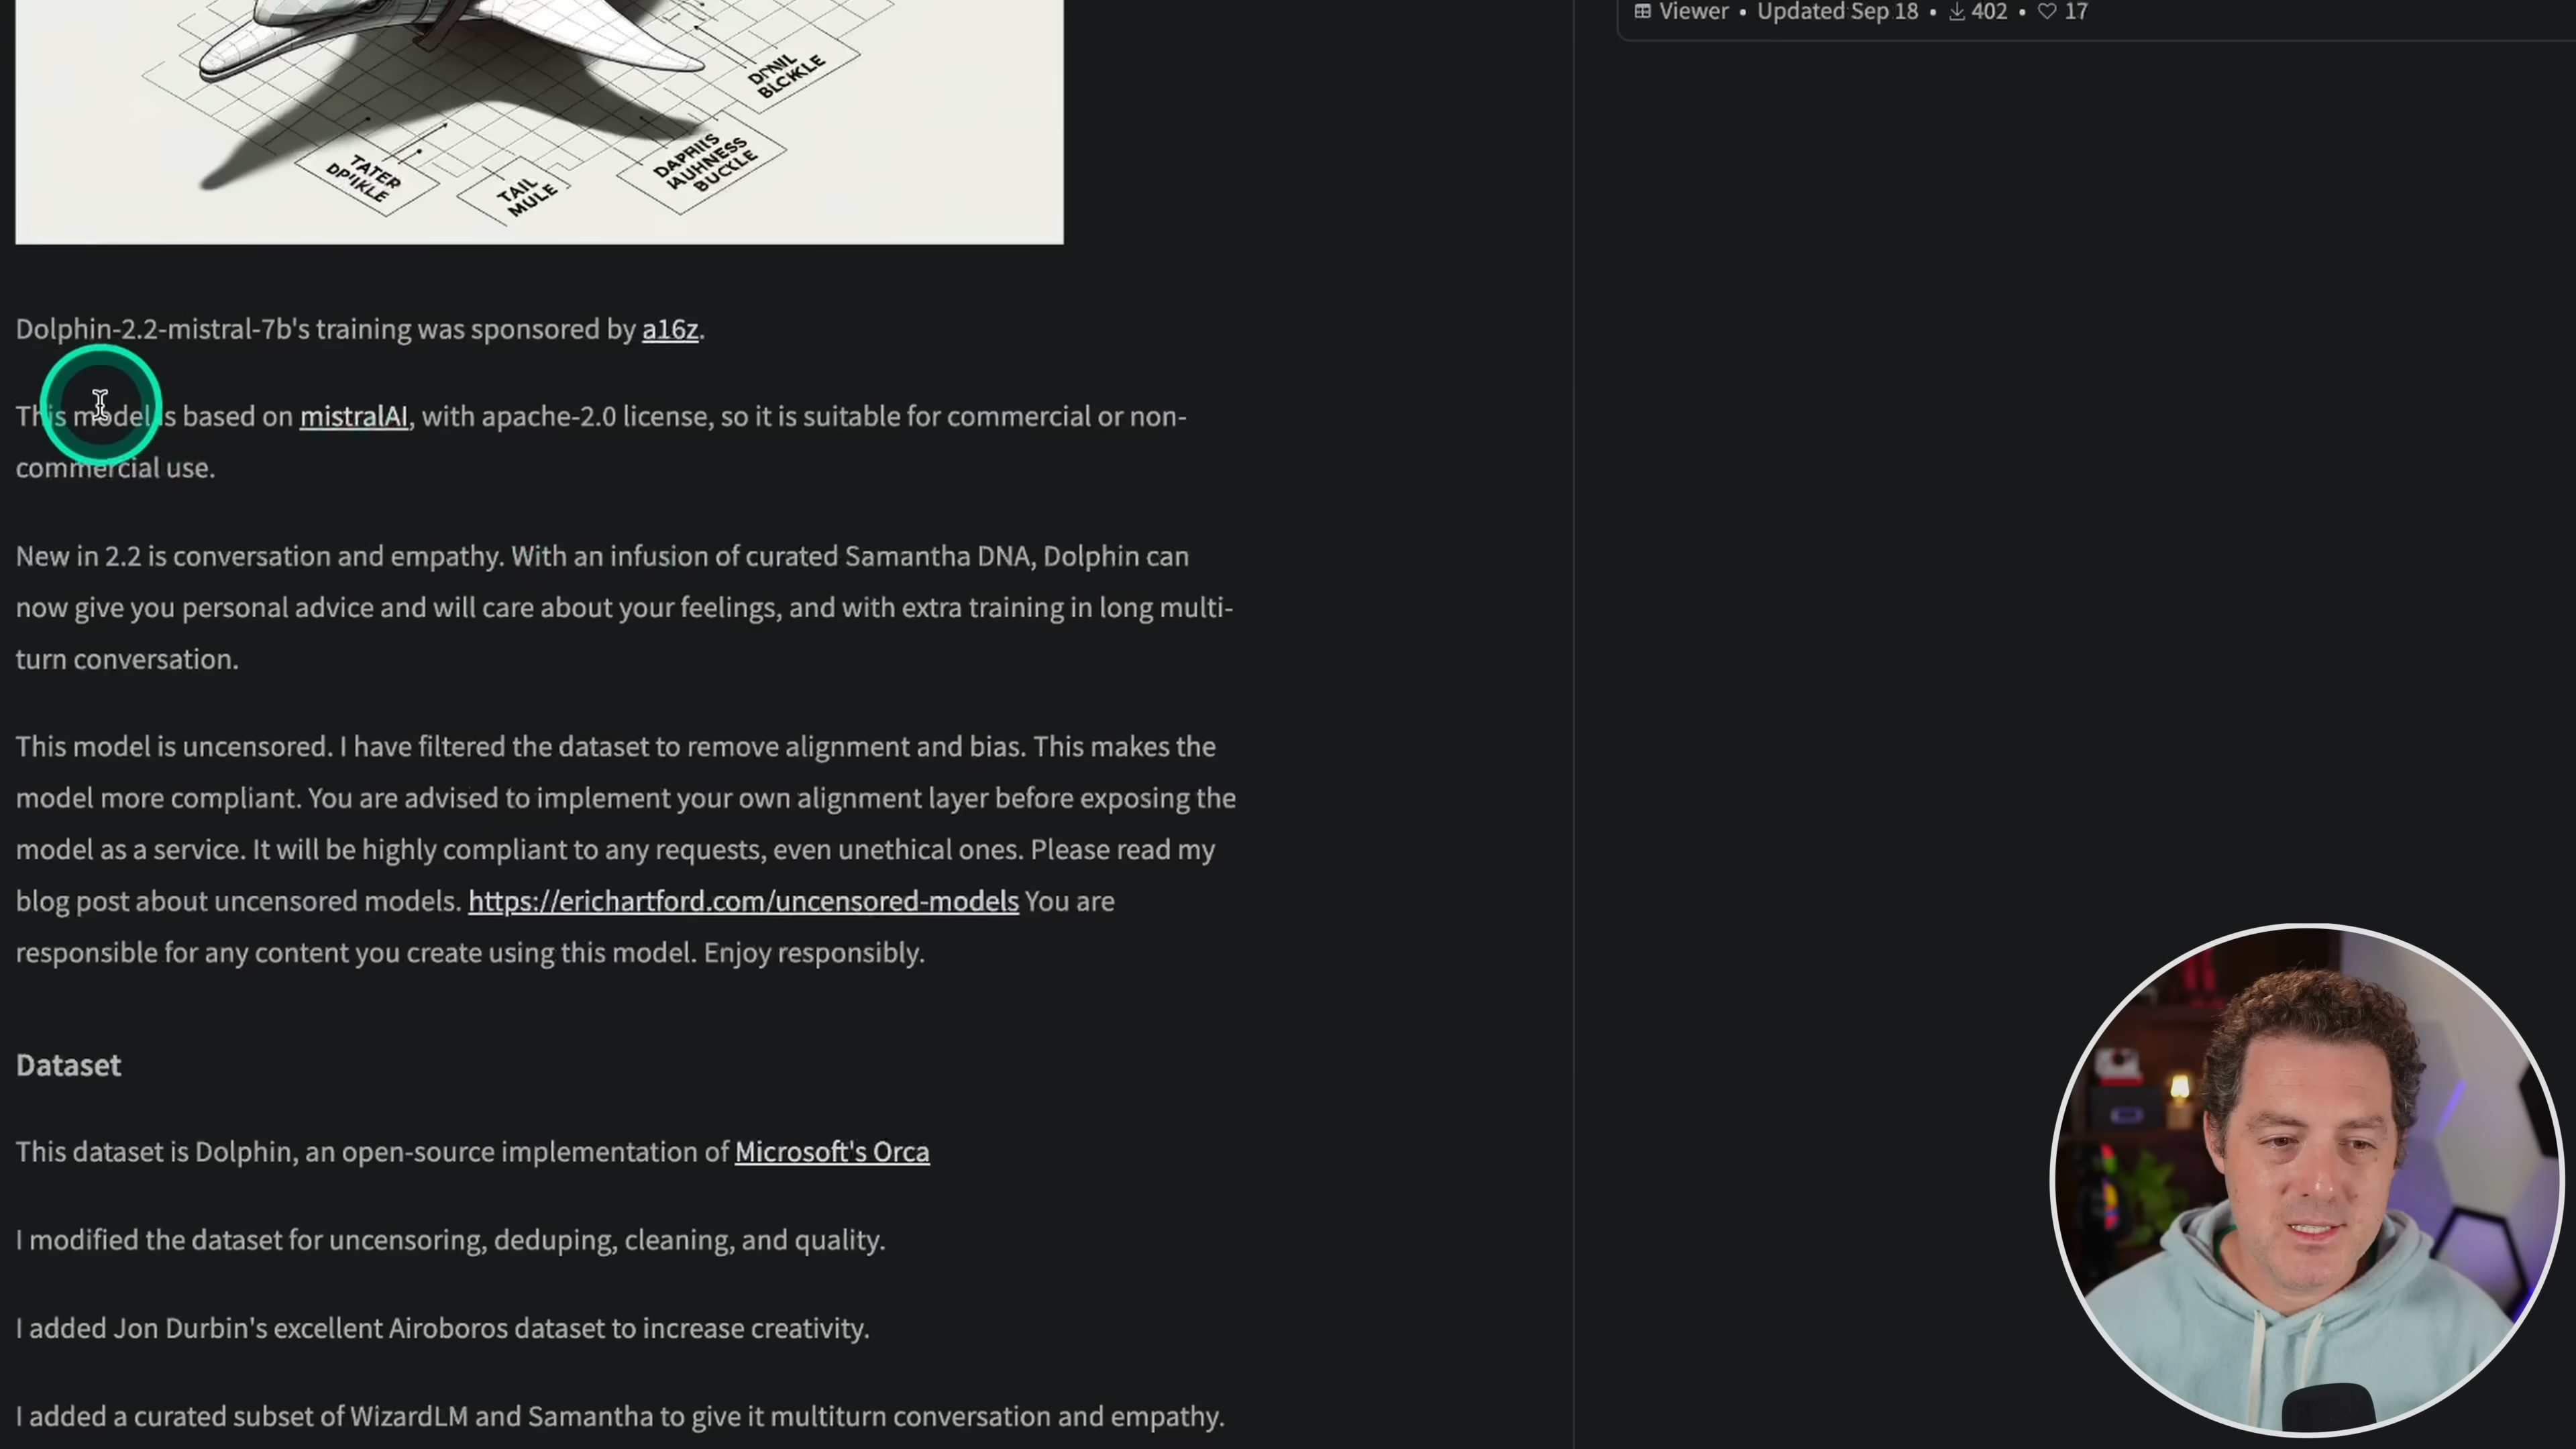 Viewer • Updated Sep 18 • 402 • 17
TATER
TAIL
MULE
BUCKLE
Dolphin-2.2-mistral-7b's training was sponsored by a16z.
This model is based on mistralAI, with apache-2.0 license, so it is suitable for commercial or non-
commercial use.
New in 2.2 is conversation and empathy. With an infusion of curated Samantha DNA, Dolphin can
now give you personal advice and will care about your feelings, and with extra training in long multi-
turn conversation.
This model is uncensored. I have filtered the dataset to remove alignment and bias. This makes the
model more compliant. You are advised to implement your own alignment layer before exposing the
model as a service. It will be highly compliant to any requests, even unethical ones. Please read my
blog post about uncensored models. https://erichartford.com/uncensored-models You are
responsible for any content you create using this model. Enjoy responsibly.
Dataset
This dataset is Dolphin, an open-source implementation of Microsoft's Orca
I modified the dataset for uncensoring, deduping, cleaning, and quality.
I added Jon Durbin's excellent Airoboros dataset to increase creativity.
I added a curated subset of WizardLM and Samantha to give it multiturn conversation and empathy.